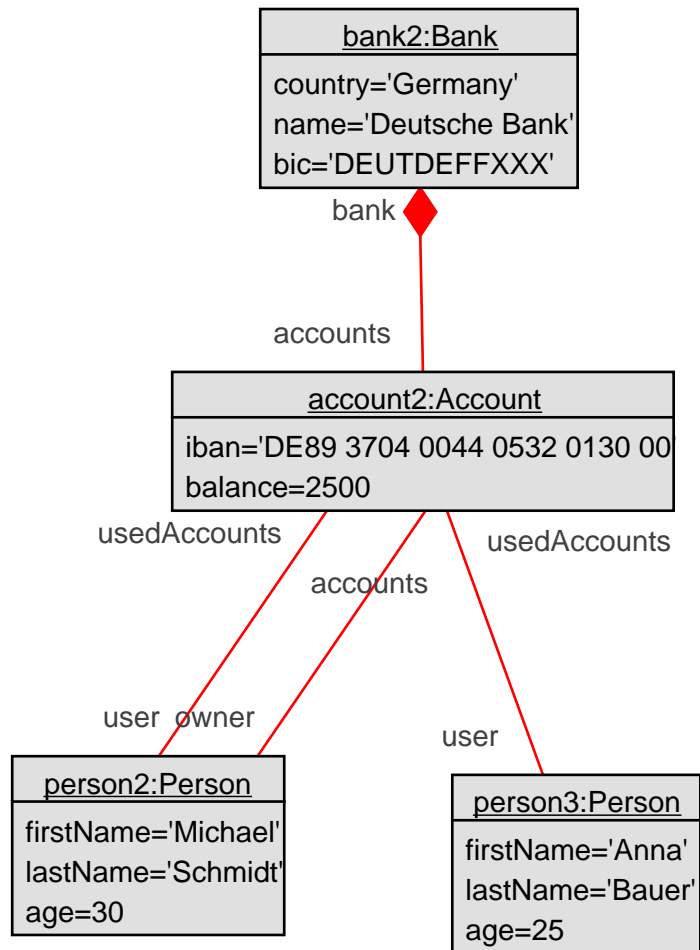 bank2:Bank
country='Germany'
name='Deutsche Bank'
bic='DEUTDEFFXXX'
bank
accounts
account2:Account
iban='DE89 3704 0044 0532 0130 00'
balance=2500
usedAccounts
usedAccounts
accounts
user owner
user
person2:Person
firstName='Michael'
lastName='Schmidt'
age=30
person3:Person
firstName='Anna'
lastName='Bauer'
age=25